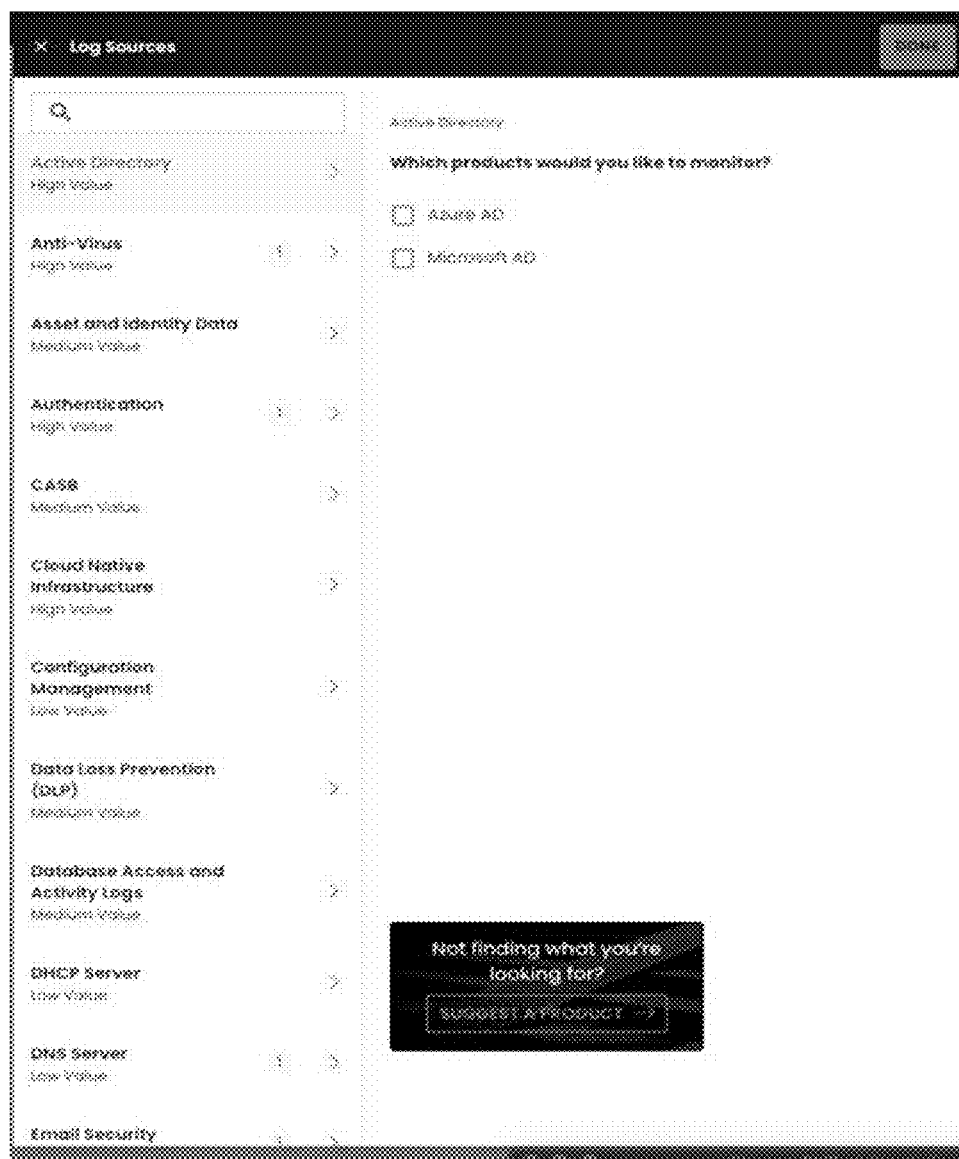 × Log Sources
DONE
Active Directory
High Value
Anti-Virus
High Value
1
Asset and Identity Data
Medium Value
Authentication
High Value
1
CASB
Medium Value
Cloud Native
Infrastructure
High Value
Configuration
Management
Low Value
Data Loss Prevention
(DLP)
Medium Value
Database Access and
Activity Logs
Medium Value
DHCP Server
Low Value
DNS Server
Low Value
1
Email Security
Active Directory
Which products would you like to monitor?
Azure AD
Microsoft AD
Not finding what you're
looking for?
SUGGEST A PRODUCT